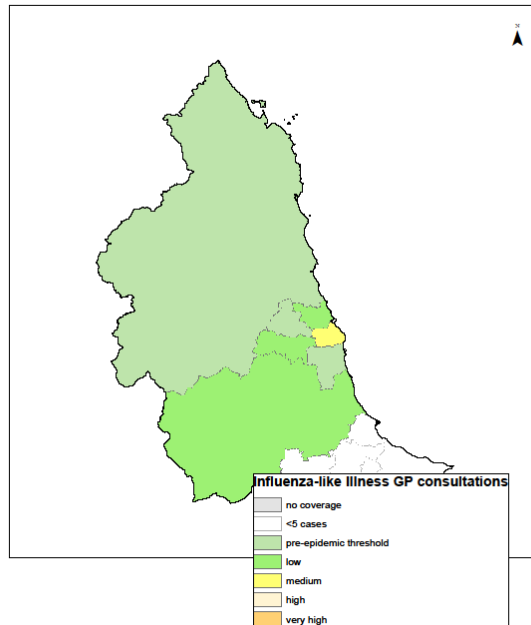 N
Influenza-like Illness GP consultations
no coverage
<5 cases
pre-epidemic threshold
low
medium
high
very high